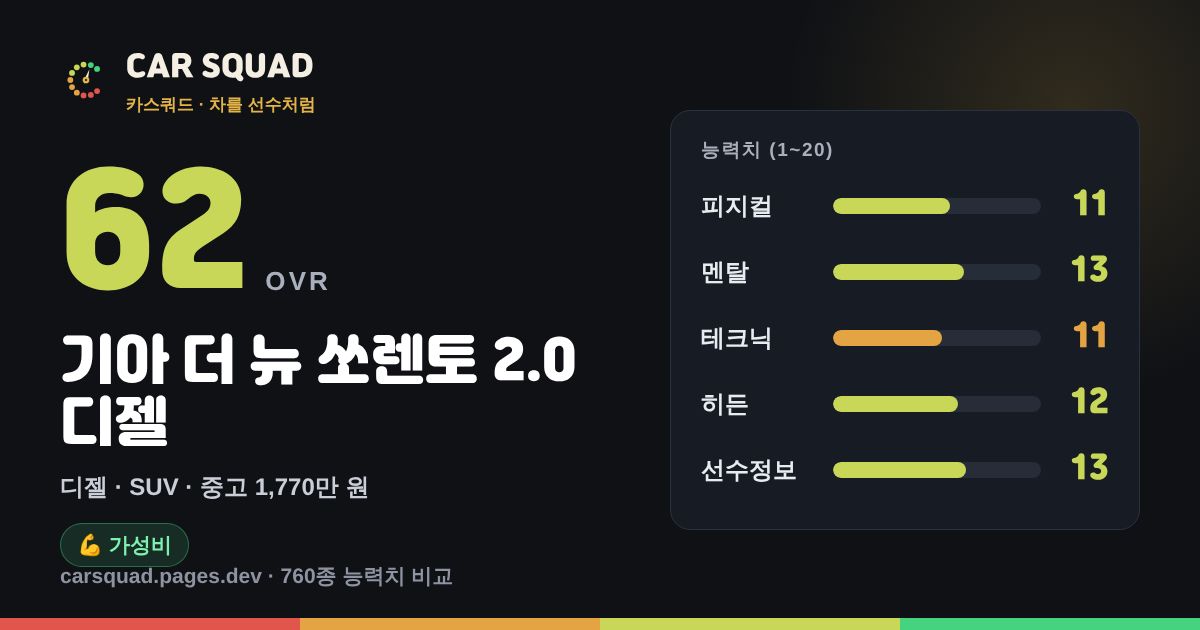 CAR SQUAD
카스쿼드 · 차를 선수처럼
62 OVR
기아 더 뉴 쏘렌토 2.0
디젤
디젤 · SUV · 중고 1,770만 원
💪 가성비
carsquad.pages.dev · 760종 능력치 비교
능력치 (1~20)
피지컬 11
멘탈 13
테크닉 11
히든 12
선수정보 13